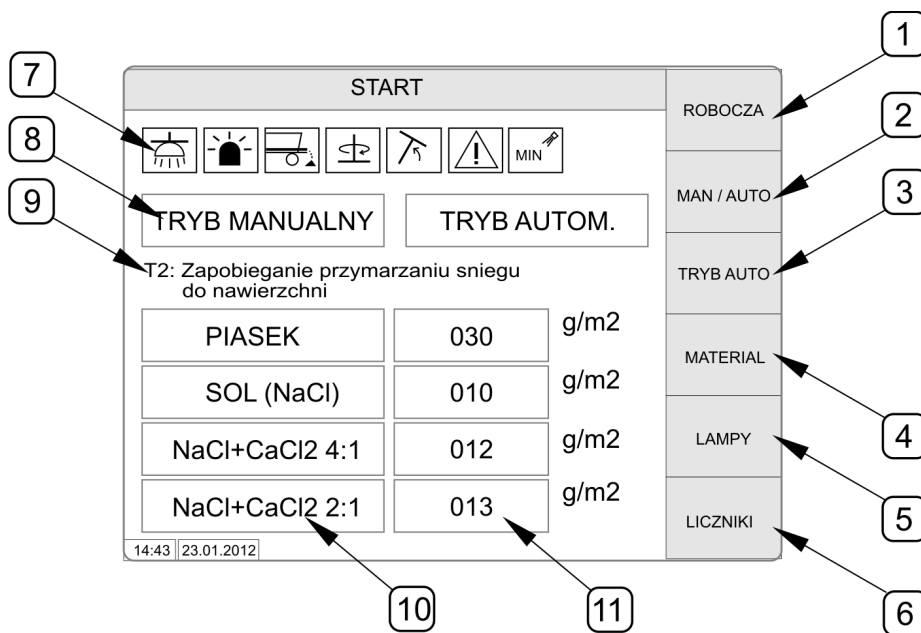 1
START
ROBOCZA
7
2
8
MIN
MAN / AUTO
3
9
TRYB MANUALNY
TRYB AUTOM.
T2: Zapobieganie przymarzaniu sniegu
do nawierzchni
TRYB AUTO
PIASEK
030
g/m2
MATERIAL
SOL (NaCl)
010
g/m2
4
NaCl+CaCl2 4:1
012
g/m2
LAMPY
5
NaCl+CaCl2 2:1
013
g/m2
LICZNIKI
14:43
23.01.2012
10
11
6